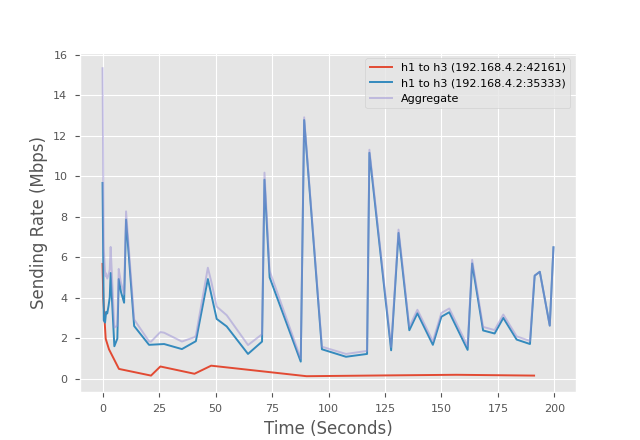 16
14
12
10
8
6
4
2
0
Sending Rate (Mbps)
h1 to h3 (192.168.4.2:42161)
h1 to h3 (192.168.4.2:35333)
Aggregate
0 25 50 75 100 125 150 175 200
Time (Seconds)